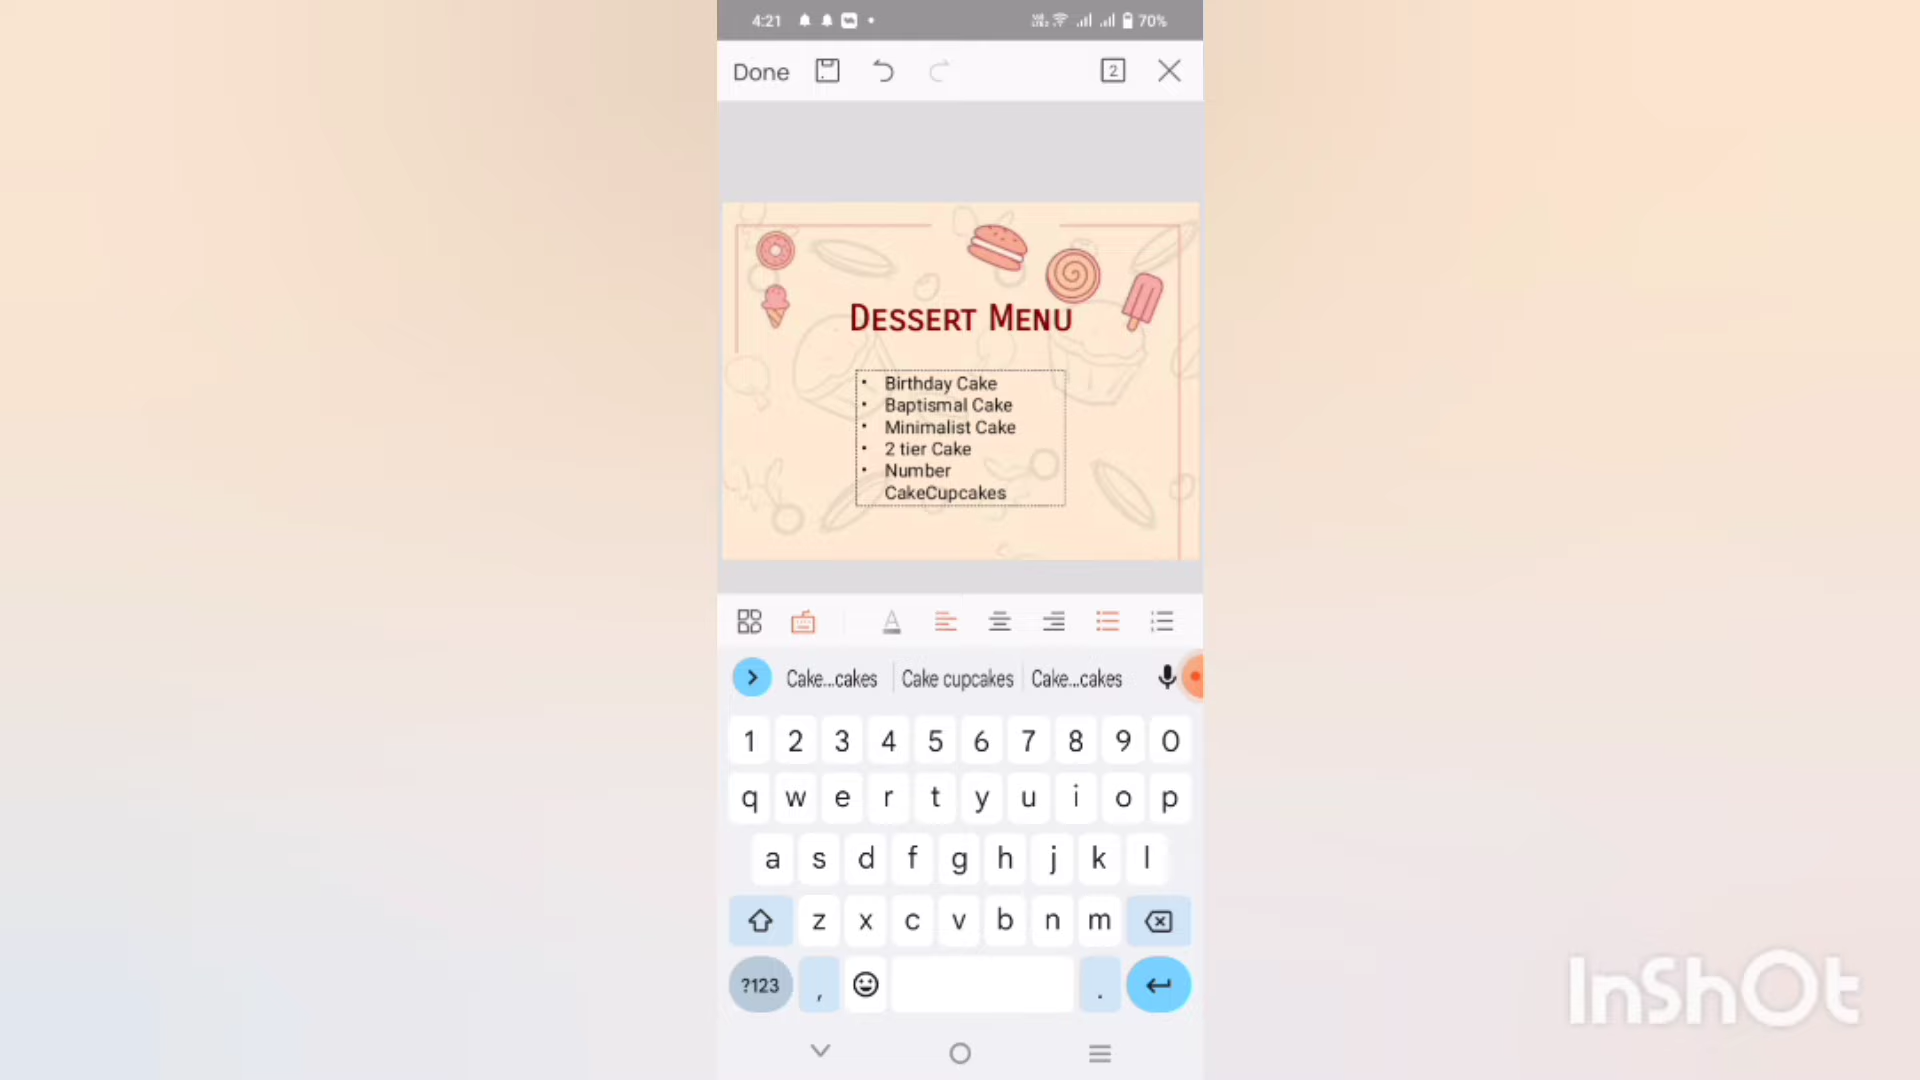 4:21 70%
Done 2
DESSERT MENU
• Birthday Cake
• Baptismal Cake
• Minimalist Cake
• 2 tier Cake
• Number
CakeCupcakes
Cake...cakes Cake cupcakes Cake...cakes
1 2 3 4 5 6 7 8 9 0
q w e r t y u i o p
a s d f g h j k l
z x c v b n m
?123 , .
InShOt